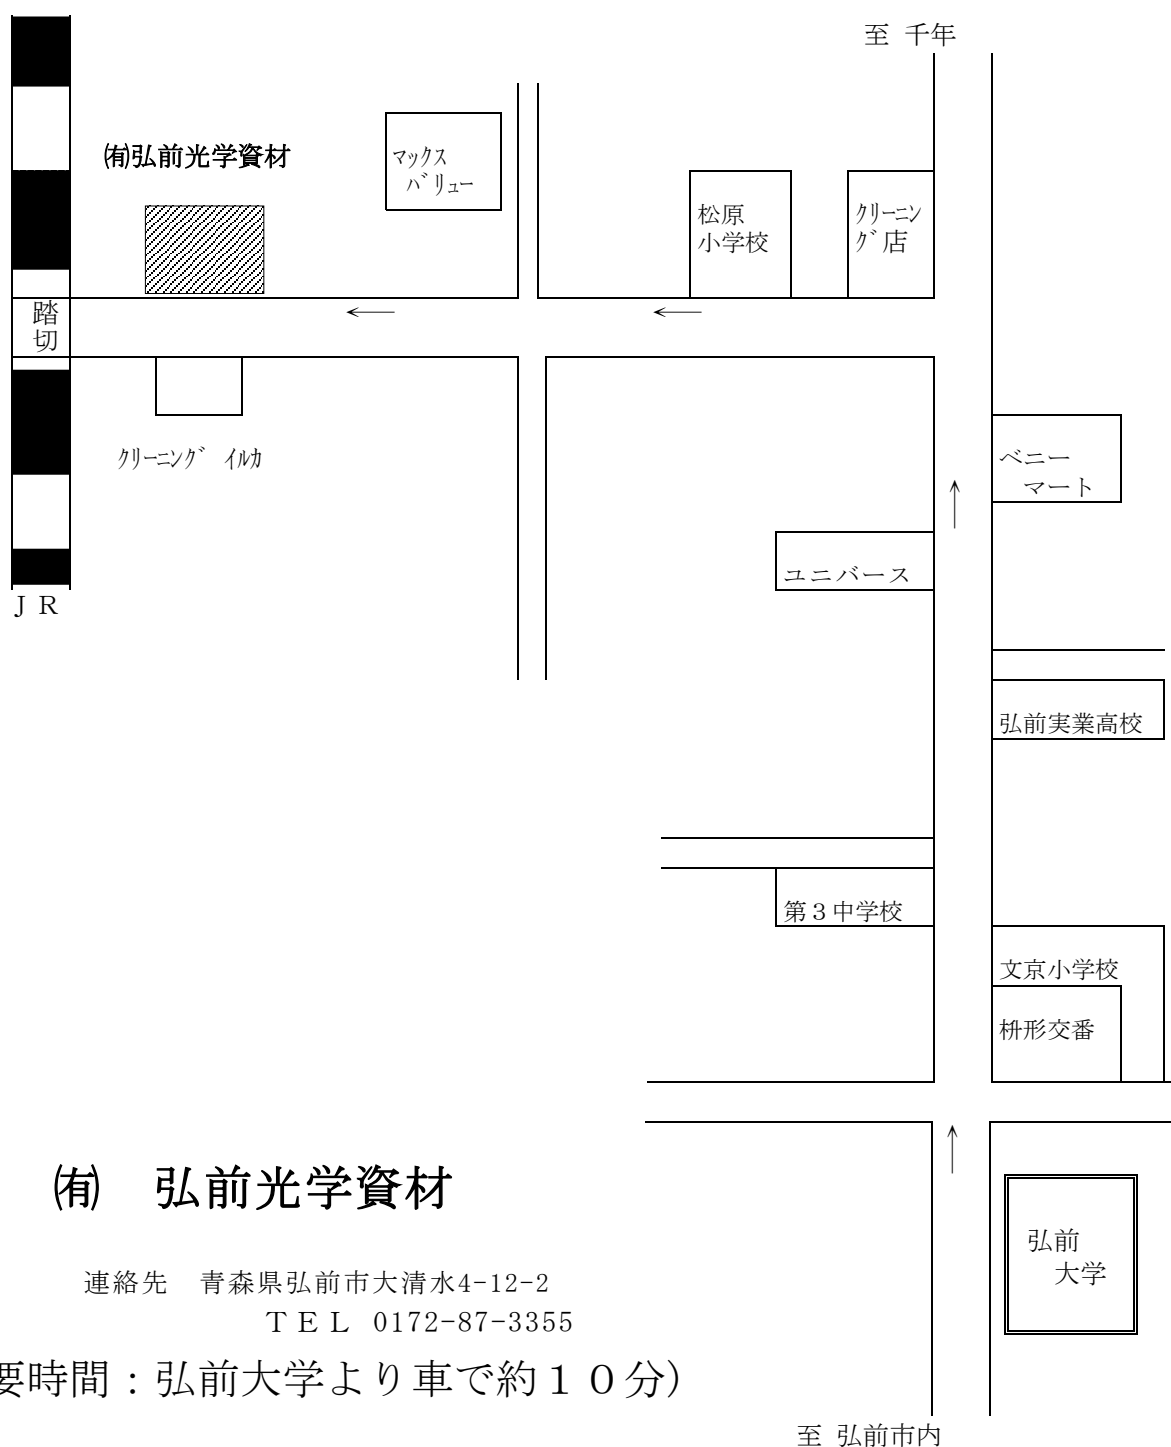 至 千年
㈲弘前光学資材
マックス
バリュー
松原
小学校
クリーニン
グ店
←
←
踏
切
クリーニング イルカ
ベニー
マート
↑
ユニバース
ＪＲ
弘前実業高校
第３中学校
文京小学校
枡形交番
↑
㈲ 弘前光学資材
弘前
大学
連絡先 青森県弘前市大清水4-12-2
ＴＥＬ 0172-87-3355
要時間：弘前大学より車で約１０分）
至 弘前市内